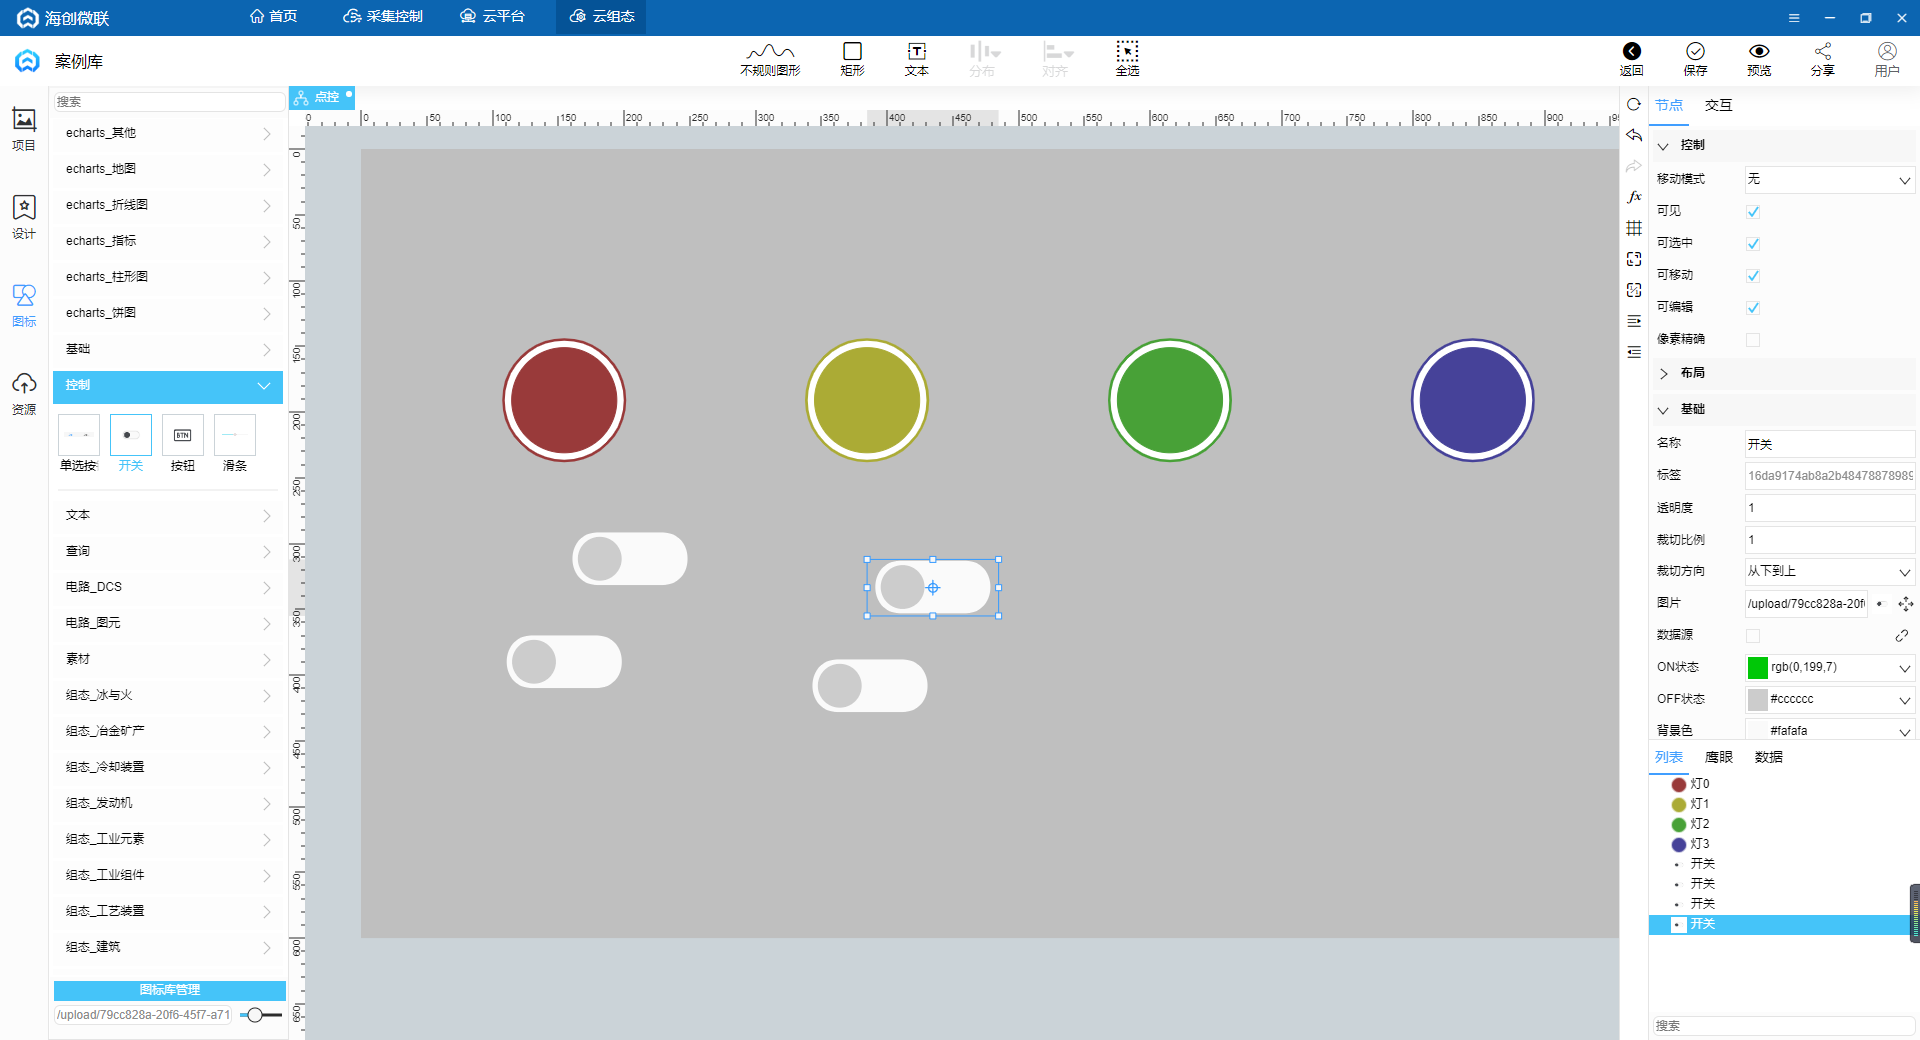 海创微联
首页
采集控制
云平台
云组态
案例库
不规则图形
矩形
文本
分布
对齐
全选
返回
保存
预览
分享
用户
项目
设计
图标
资源
搜索
echarts_其他
echarts_地图
echarts_折线图
echarts_指标
echarts_柱形图
echarts_饼图
基础
控制
BTN
单选按
开关
按钮
滑条
文本
查询
电路_DCS
电路_图元
素材
组态_冰与火
组态_冶金矿产
组态_冷却装置
组态_发动机
组态_工业元素
组态_工业组件
组态_工艺装置
组态_建筑
图标库管理
/upload/79cc828a-20f6-45f7-a71
点控
0 0 50 100 150 200 250 300 350 400 450 500 550 600 650 700 750 800 850 900
0
50
100
150
200
250
300
350
400
450
500
550
600
650
fx
节点
交互
控制
移动模式
无
可见
可选中
可移动
可编辑
像素精确
布局
基础
名称
开关
标签
16da9174ab8a2b48478878989
透明度
1
裁切比例
1
裁切方向
从下到上
图片
/upload/79cc828a-20f
数据源
ON状态
rgb(0,199,7)
OFF状态
#cccccc
背景色
#fafafa
列表
鹰眼
数据
灯0
灯1
灯2
灯3
开关
开关
开关
开关
搜索